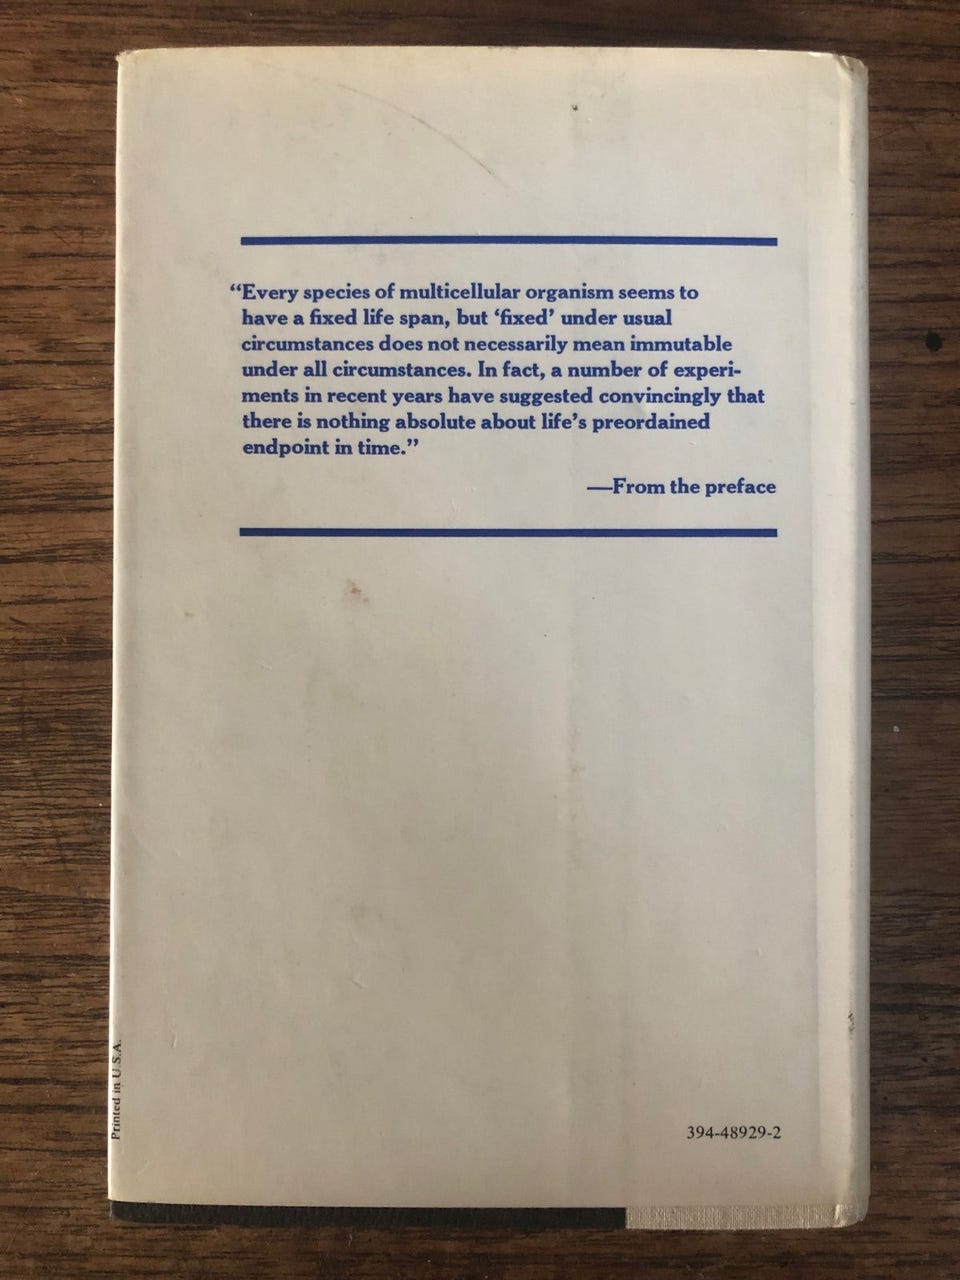 “Every species of multicellular organism seems to
have a fixed life span, but ‘fixed’ under usual
circumstances does not necessarily mean immutable
under all circumstances. In fact, a number of experi-
ments in recent years have suggested convincingly that
there is nothing absolute about life’s preordained
endpoint in time.”
—From the preface
Printed in U.S.A.
394-48929-2